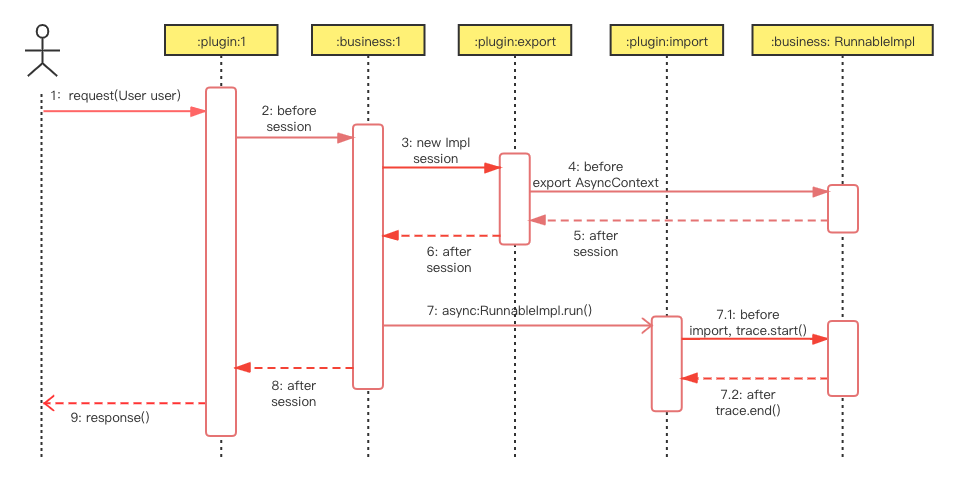 :plugin:1
:business:1
:plugin:export
:plugin:import
:business: RunnableImpl
1:  request(User user)
2: before
session
3: new Impl
session
4: before
export AsyncContext
5: after
session
6: after
session
7: async:RunnableImpl.run()
7.1: before
import, trace.start()
7.2: after
trace.end()
8: after
session
9: response()